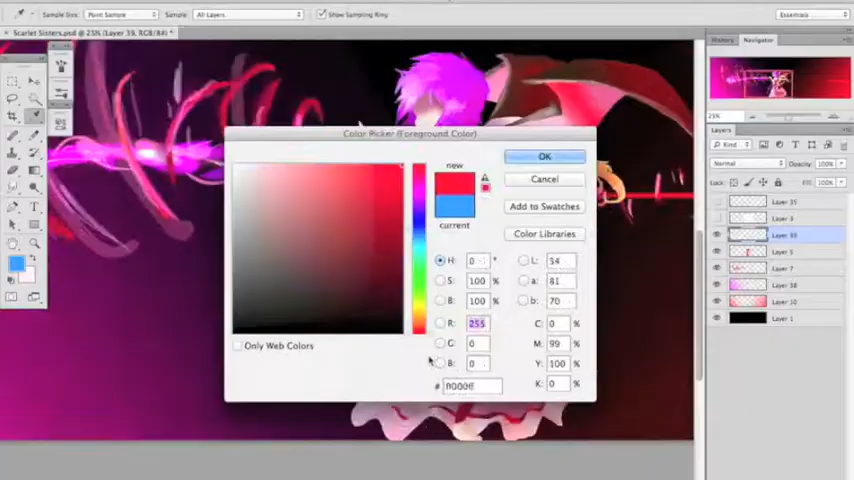 Sample Size: Point Sample Sample: All Layers Show Sampling Ring Essentials
Scarlet Sisters.psd @ 25% (Layer 39, RGB/8#) *
History Navigator
Color Picker (Foreground Color)
new
current
OK
Cancel
Add to Swatches
Color Libraries
H: 0 °
S: 100 %
B: 100 %
R: 255
G: 0
B: 0
L: 54
a: 81
b: 70
C: 0 %
M: 99 %
Y: 100 %
K: 0 %
#
Only Web Colors
25%
Layers
Kind
Normal Opacity: 100%
Lock: Fill: 100%
Layer 35
Layer 3
Layer 39
Layer 5
Layer 7
Layer 38
Layer 10
Layer 1